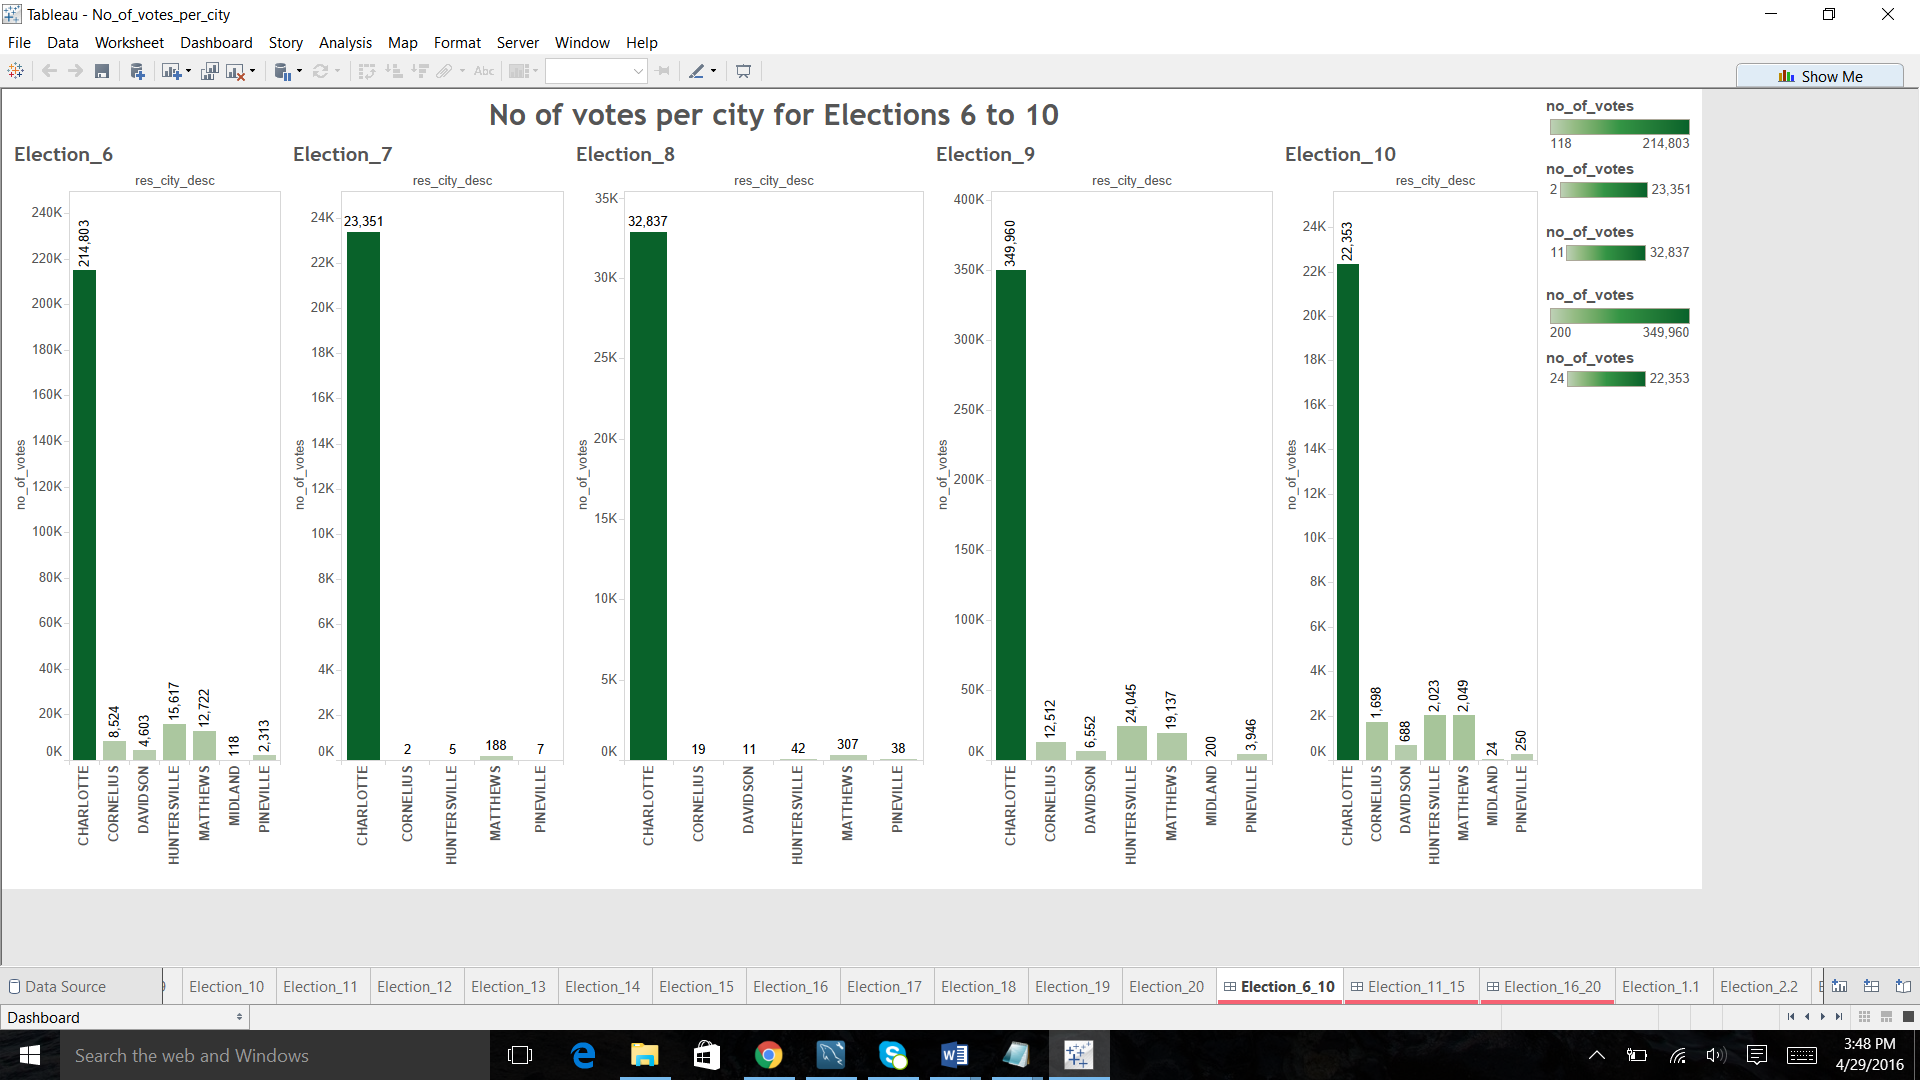 Tableau - No_of_votes_per_city
File Data Worksheet Dashboard Story Analysis Map Format Server Window Help
Abc
Show Me
No of votes per city for Elections 6 to 10
Election_6
res_city_desc
no_of_votes
240K
220K
200K
180K
160K
140K
120K
100K
80K
60K
40K
20K
0K
214,803
8,524
4,603
15,617
12,722
118
2,313
CHARLOTTE
CORNELIUS
DAVIDSON
HUNTERSVILLE
MATTHEWS
MIDLAND
PINEVILLE
Election_7
res_city_desc
no_of_votes
24K
22K
20K
18K
16K
14K
12K
10K
8K
6K
4K
2K
0K
23,351
2
5
188
7
CHARLOTTE
CORNELIUS
HUNTERSVILLE
MATTHEWS
PINEVILLE
Election_8
res_city_desc
no_of_votes
35K
30K
25K
20K
15K
10K
5K
0K
32,837
19
11
42
307
38
CHARLOTTE
CORNELIUS
DAVIDSON
HUNTERSVILLE
MATTHEWS
PINEVILLE
Election_9
res_city_desc
no_of_votes
400K
350K
300K
250K
200K
150K
100K
50K
0K
349,960
12,512
6,552
24,045
19,137
200
3,946
CHARLOTTE
CORNELIUS
DAVIDSON
HUNTERSVILLE
MATTHEWS
MIDLAND
PINEVILLE
Election_10
res_city_desc
no_of_votes
24K
22K
20K
18K
16K
14K
12K
10K
8K
6K
4K
2K
0K
22,353
1,698
688
2,023
2,049
24
250
CHARLOTTE
CORNELIUS
DAVIDSON
HUNTERSVILLE
MATTHEWS
MIDLAND
PINEVILLE
no_of_votes
118 214,803
no_of_votes
2 23,351
no_of_votes
11 32,837
no_of_votes
200 349,960
no_of_votes
24 22,353
Data Source Election_10 Election_11 Election_12 Election_13 Election_14 Election_15 Election_16 Election_17 Election_18 Election_19 Election_20 Election_6_10 Election_11_15 Election_16_20 Election_1.1 Election_2.2
Dashboard
Search the web and Windows
3:48 PM
4/29/2016